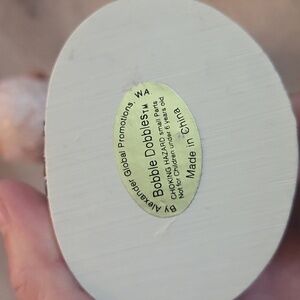 By Alexander Global Promotions, WA
Bobble Dobbles™
CHOKING HAZARD small Parts
Not for Children under 6 years old
Made in China